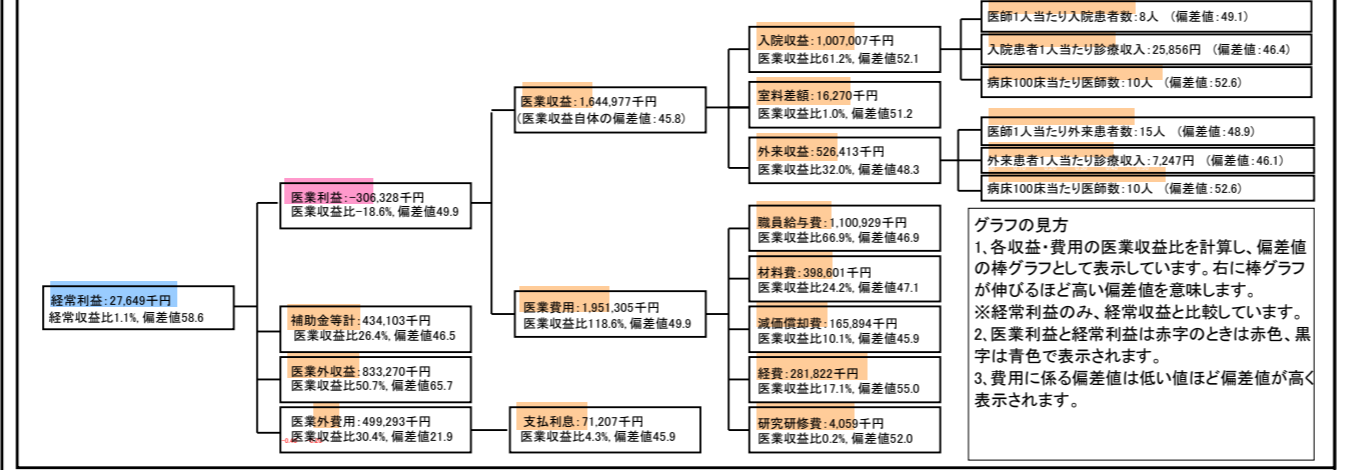 経常利益：27,649千円
経常収益比1.1%, 偏差値58.6
医業利益：-306,328千円
医業収益比-18.6%, 偏差値49.9
補助金等計：434,103千円
医業収益比26.4%, 偏差値46.5
医業外収益：833,270千円
医業収益比50.7%, 偏差値65.7
医業外費用：499,293千円
医業収益比30.4%, 偏差値21.9
医業収益：1,644,977千円
(医業収益自体の偏差値：45.8)
医業費用：1,951,305千円
医業収益比118.6%, 偏差値49.9
支払利息：71,207千円
医業収益比4.3%, 偏差値45.9
入院収益：1,007,007千円
医業収益比61.2%, 偏差値52.1
室料差額：16,270千円
医業収益比1.0%, 偏差値51.2
外来収益：526,413千円
医業収益比32.0%, 偏差値48.3
職員給与費：1,100,929千円
医業収益比66.9%, 偏差値46.9
材料費：398,601千円
医業収益比24.2%, 偏差値47.1
減価償却費：165,894千円
医業収益比10.1%, 偏差値45.9
経費：281,822千円
医業収益比17.1%, 偏差値55.0
研究研修費：4,059千円
医業収益比0.2%, 偏差値52.0
医師1人当たり入院患者数：8人 （偏差値：49.1）
入院患者1人当たり診療収入：25,856円 （偏差値：46.4）
病床100床当たり医師数：10人 （偏差値：52.6）
医師1人当たり外来患者数：15人 （偏差値：48.9）
外来患者1人当たり診療収入：7,247円 （偏差値：46.1）
病床100床当たり医師数：10人 （偏差値：52.6）
グラフの見方
1、各収益・費用の医業収益比を計算し、偏差値
の棒グラフとして表示しています。右に棒グラフ
が伸びるほど高い偏差値を意味します。
※経常利益のみ、経常収益と比較しています。
2、医業利益と経常利益は赤字のときは赤色、黒
字は青色で表示されます。
3、費用に係る偏差値は低い値ほど偏差値が高く
表示されます。